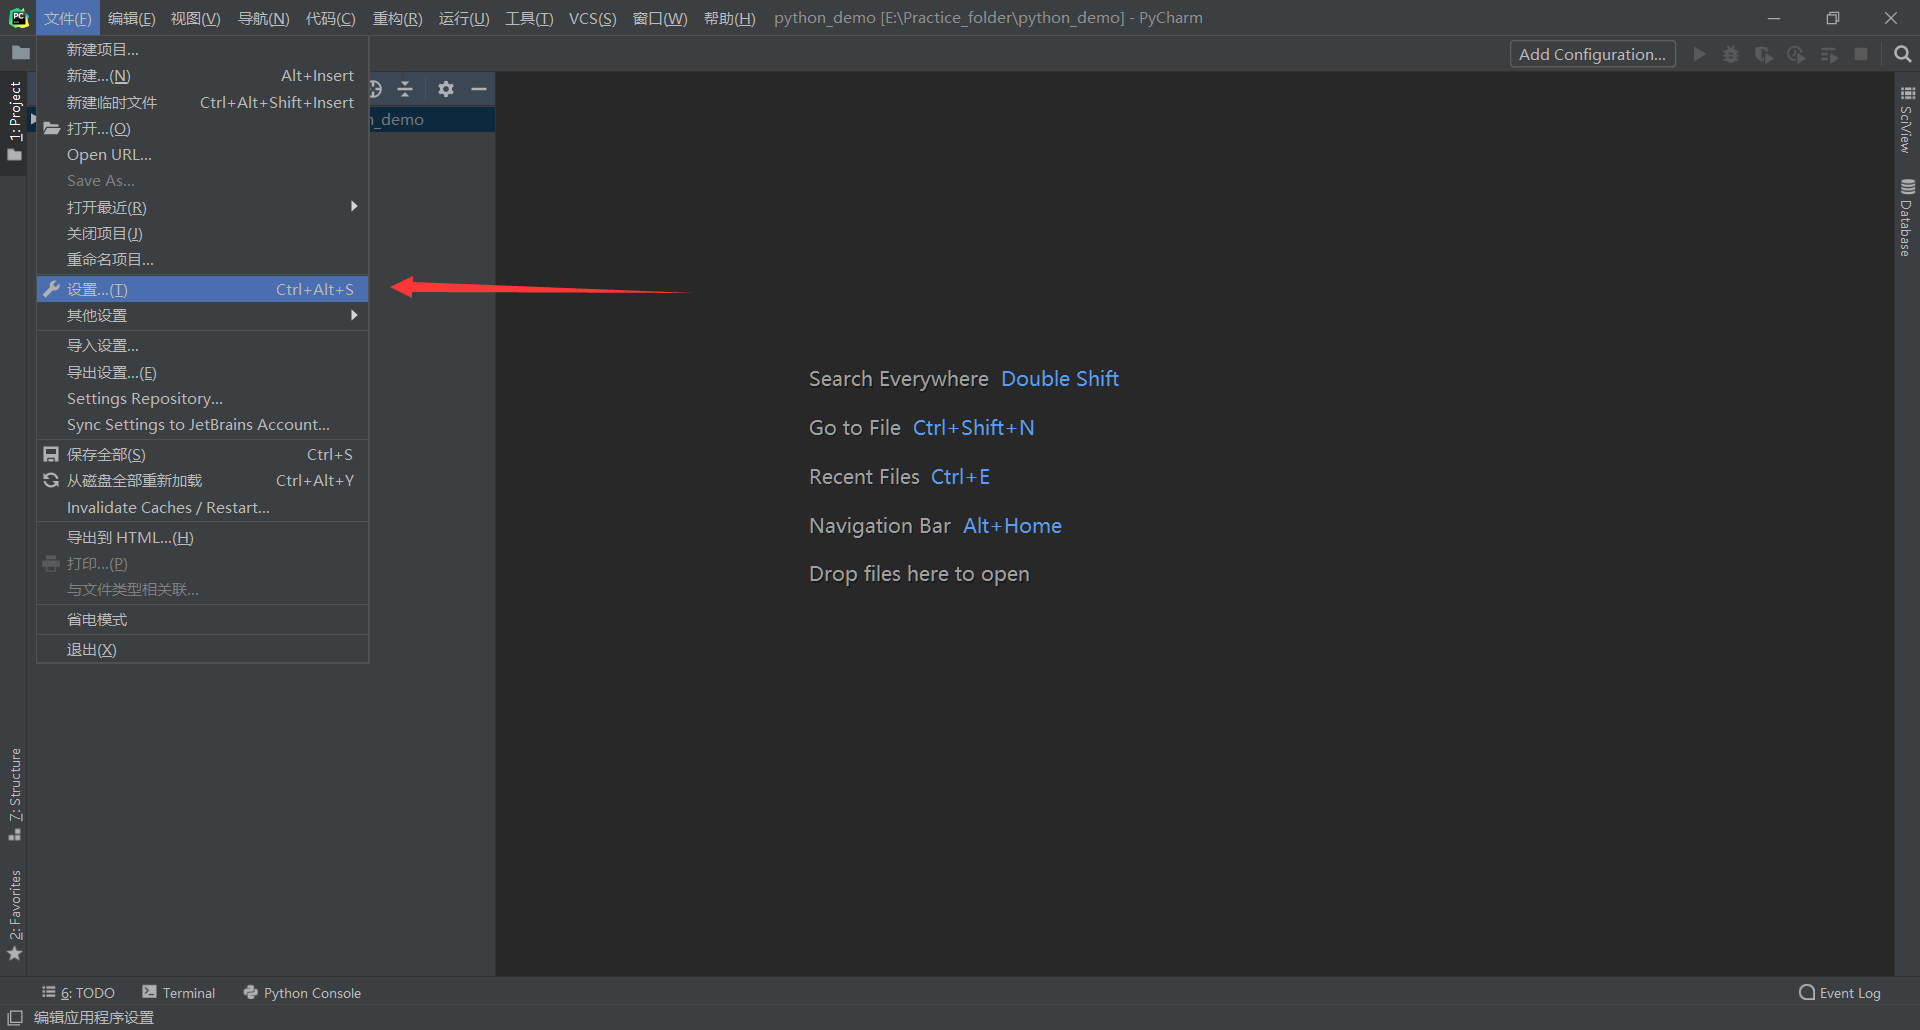 文件(F) 编辑(E) 视图(V) 导航(N) 代码(C) 重构(R) 运行(U) 工具(T) VCS(S) 窗口(W) 帮助(H) python_demo [E:\Practice_folder\python_demo] - PyCharm
Add Configuration...
新建项目...
新建...(N) Alt+Insert
新建临时文件 Ctrl+Alt+Shift+Insert
打开...(O)
Open URL...
Save As...
打开最近(R)
关闭项目(J)
重命名项目...
设置...(T) Ctrl+Alt+S
其他设置
导入设置...
导出设置...(E)
Settings Repository...
Sync Settings to JetBrains Account...
保存全部(S) Ctrl+S
从磁盘全部重新加载 Ctrl+Alt+Y
Invalidate Caches / Restart...
导出到 HTML...(H)
打印...(P)
与文件类型相关联...
省电模式
退出(X)
n_demo
1: Project
7: Structure
2: Favorites
Search Everywhere Double Shift
Go to File Ctrl+Shift+N
Recent Files Ctrl+E
Navigation Bar Alt+Home
Drop files here to open
SciView
Database
6: TODO Terminal Python Console Event Log
编辑应用程序设置